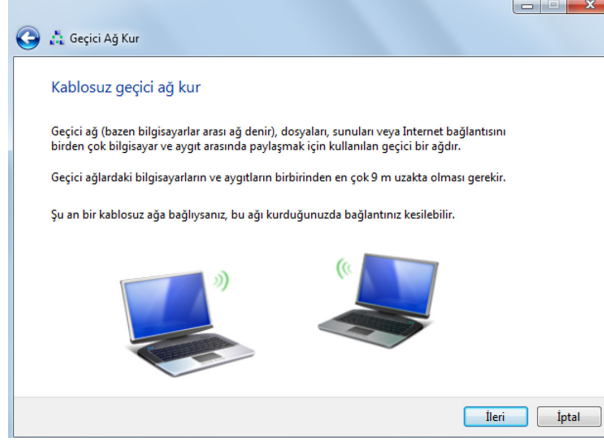 Geçici Ağ Kur
Kablosuz geçici ağ kur
Geçici ağ (bazen bilgisayarlar arası ağ denir), dosyaları, sunuları veya Internet bağlantısını
birden çok bilgisayar ve aygıt arasında paylaşmak için kullanılan geçici bir ağdır.
Geçici ağlardaki bilgisayarların ve aygıtların birbirinden en çok 9 m uzakta olması gerekir.
Şu an bir kablosuz ağa bağlıysanız, bu ağı kurduğunuzda bağlantınız kesilebilir.
İleri
İptal